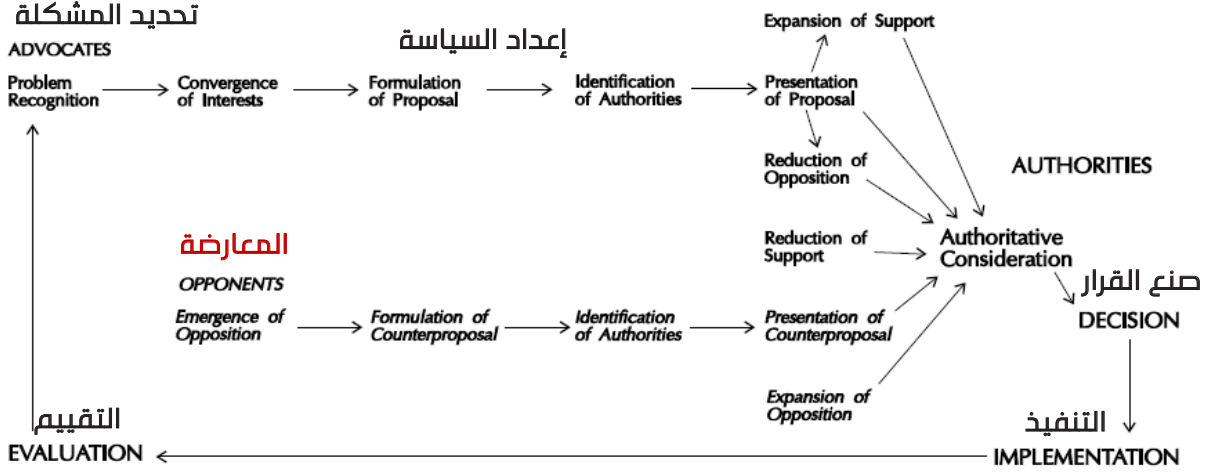 تحديد المشكلة
ADVOCATES
Problem
Recognition
Convergence
of Interests
إعداد السياسة
Formulation
of Proposal
Identification
of Authorities
Presentation
of Proposal
Expansion of Support
Reduction of
Opposition
AUTHORITIES
المعارضة
OPPONENTS
Emergence of
Opposition
Formulation of
Counterproposal
Identification
of Authorities
Reduction of
Support
Presentation of
Counterproposal
Expansion of
Opposition
Authoritative
Consideration
صنع القرار
DECISION
التنفيذ
IMPLEMENTATION
التقييم
EVALUATION